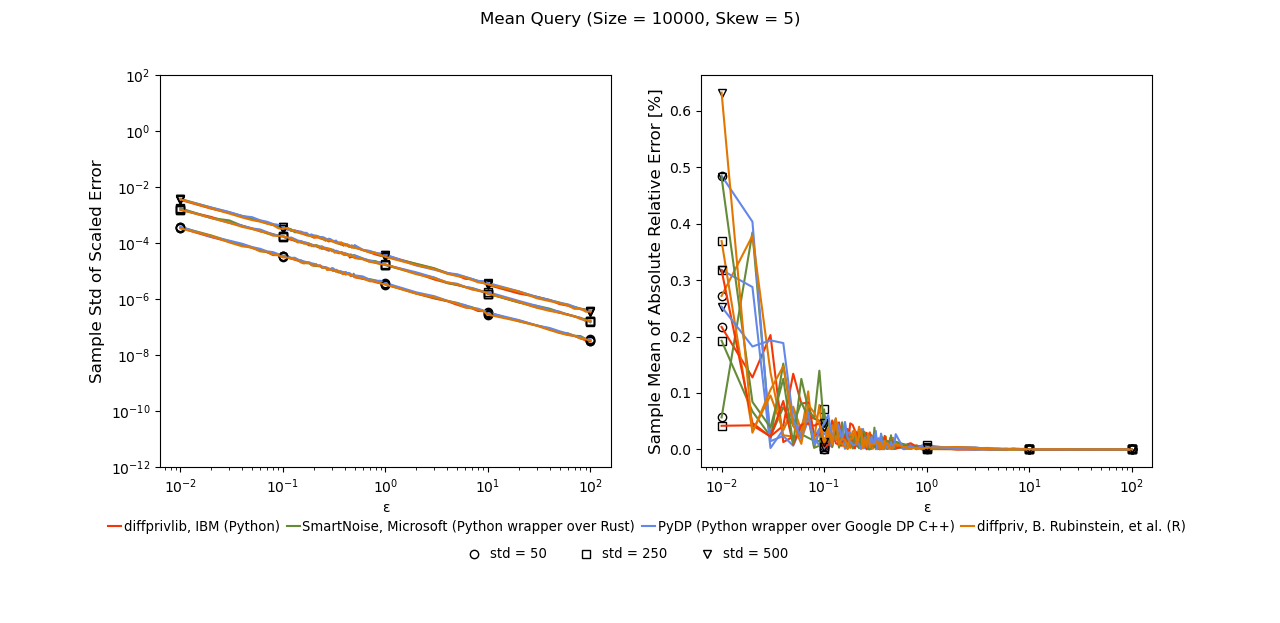 Mean Query (Size = 10000, Skew = 5)
Sample Std of Scaled Error
10²
10⁰
10⁻²
10⁻⁴
10⁻⁶
10⁻⁸
10⁻¹⁰
10⁻¹²
10⁻² 10⁻¹ 10⁰ 10¹ 10²
ε
Sample Mean of Absolute Relative Error [%]
0.6
0.5
0.4
0.3
0.2
0.1
0.0
10⁻² 10⁻¹ 10⁰ 10¹ 10²
ε
diffprivlib, IBM (Python) SmartNoise, Microsoft (Python wrapper over Rust) PyDP (Python wrapper over Google DP C++) diffpriv, B. Rubinstein, et al. (R)
std = 50 std = 250 std = 500